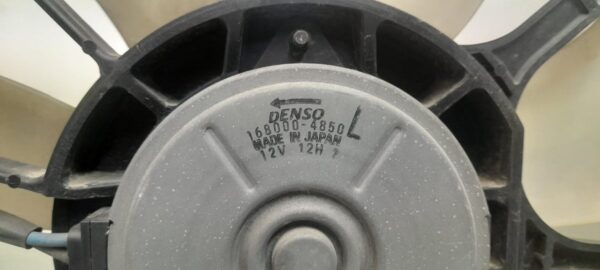 DENSO
168000-4850 L
MADE IN JAPAN
12V 12H ?